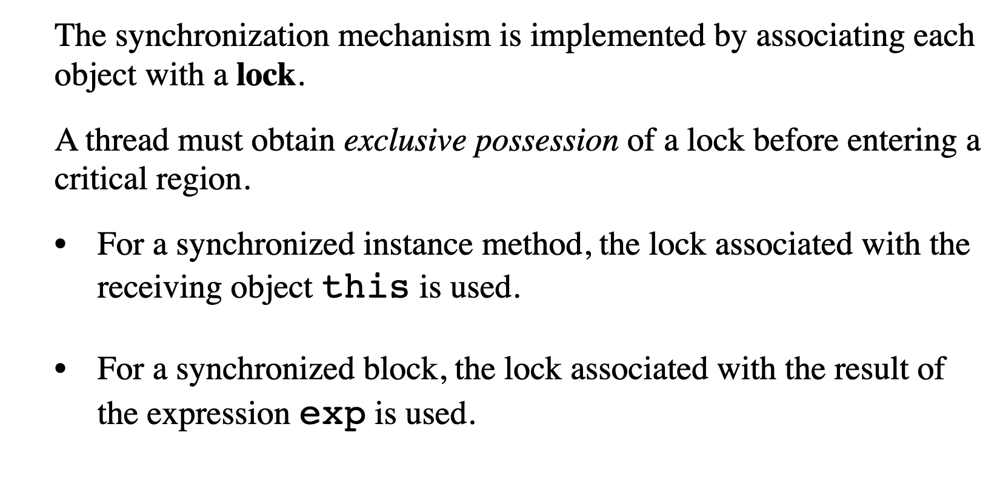 The synchronization mechanism is implemented by associating each
object with a lock.
A thread must obtain exclusive possession of a lock before entering a
critical region.
• For a synchronized instance method, the lock associated with the
receiving object this is used.
• For a synchronized block, the lock associated with the result of
the expression exp is used.